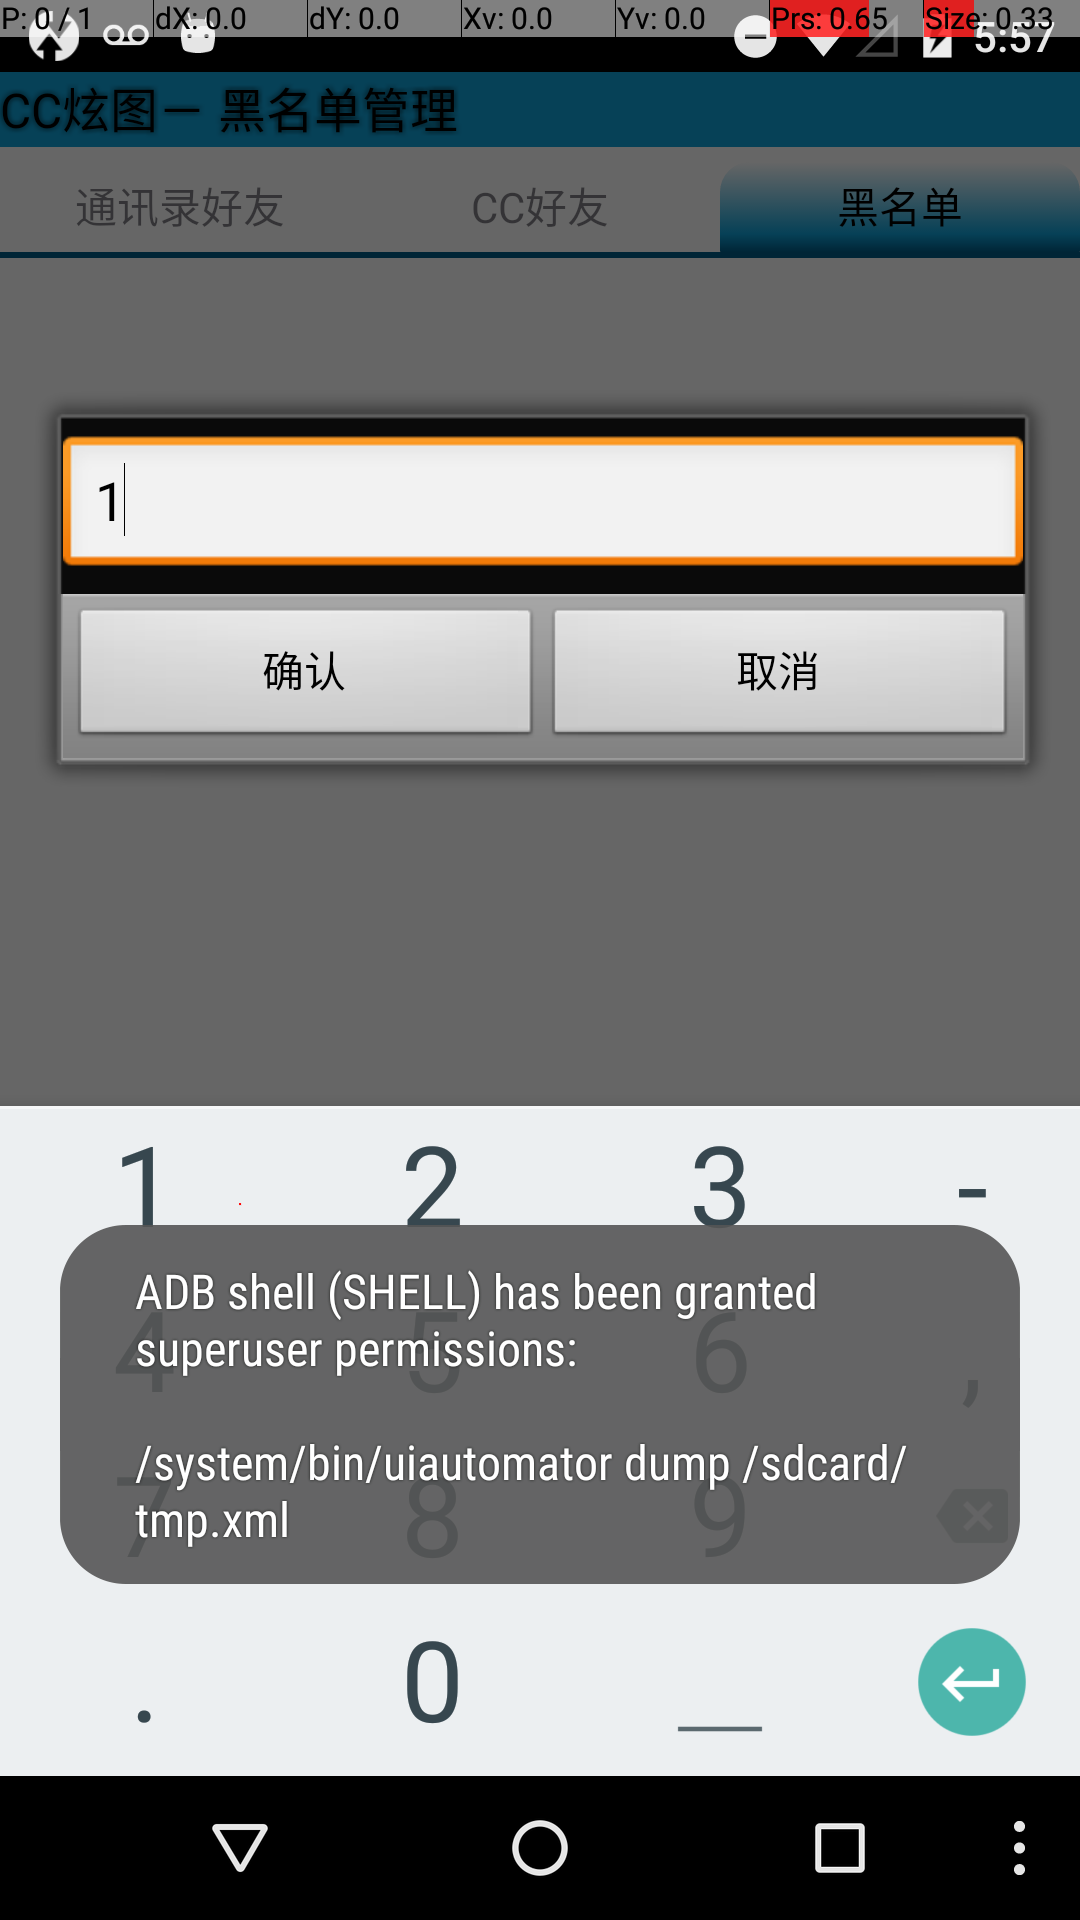 P: 0 / 1 dX: 0.0 dY: 0.0 Xv: 0.0 Yv: 0.0 Prs: 0.65 Size: 0.33
5:57
CC炫图－ 黑名单管理
通讯录好友 CC好友 黑名单
1
确认 取消
1 2 3 -
ADB shell (SHELL) has been granted
superuser permissions:
4 5 6 ,
/system/bin/uiautomator dump /sdcard/
tmp.xml
7 8 9
. 0 _